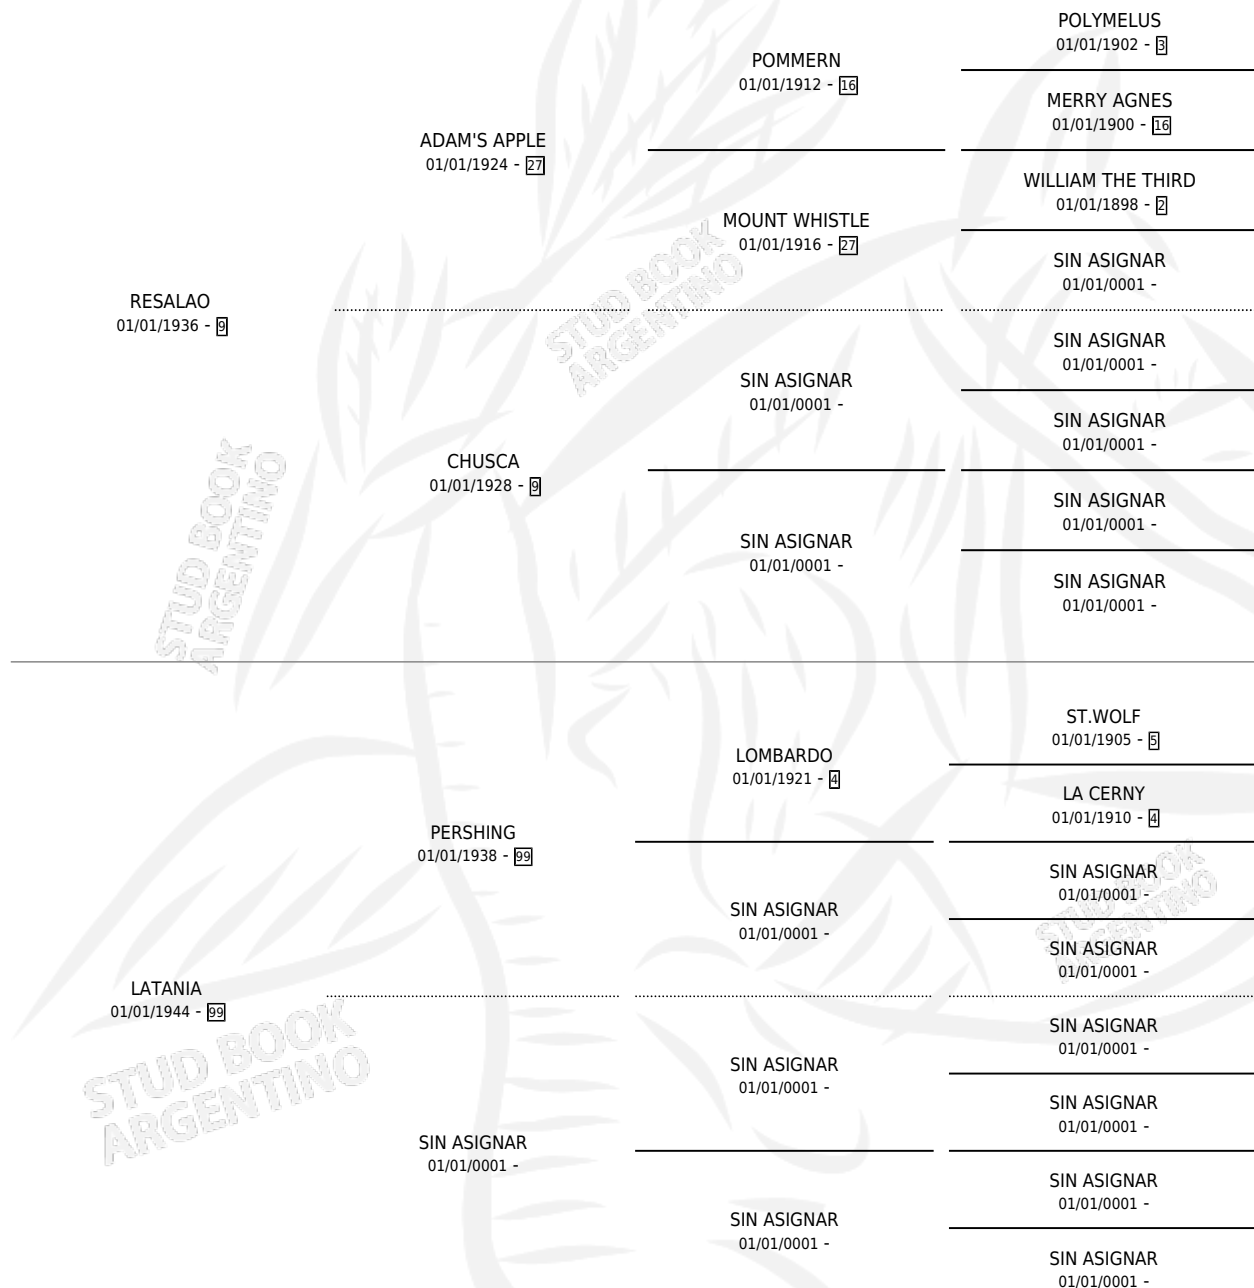 POLYMELUS
01/01/1902 - 3
POMMERN
01/01/1912 - 16
MERRY AGNES
01/01/1900 - 16
ADAM'S APPLE
01/01/1924 - 27
WILLIAM THE THIRD
01/01/1898 - 2
MOUNT WHISTLE
01/01/1916 - 27
SIN ASIGNAR
01/01/0001 -
RESALAO
01/01/1936 - 9
SIN ASIGNAR
01/01/0001 -
SIN ASIGNAR
01/01/0001 -
SIN ASIGNAR
01/01/0001 -
CHUSCA
01/01/1928 - 9
SIN ASIGNAR
01/01/0001 -
SIN ASIGNAR
01/01/0001 -
SIN ASIGNAR
01/01/0001 -
ST.WOLF
01/01/1905 - 5
LOMBARDO
01/01/1921 - 4
LA CERNY
01/01/1910 - 4
PERSHING
01/01/1938 - 99
SIN ASIGNAR
01/01/0001 -
SIN ASIGNAR
01/01/0001 -
SIN ASIGNAR
01/01/0001 -
LATANIA
01/01/1944 - 99
SIN ASIGNAR
01/01/0001 -
SIN ASIGNAR
01/01/0001 -
SIN ASIGNAR
01/01/0001 -
SIN ASIGNAR
01/01/0001 -
SIN ASIGNAR
01/01/0001 -
SIN ASIGNAR
01/01/0001 -
SIN ASIGNAR
01/01/0001 -
STUD BOOK
ARGENTINO
STUD BOOK
ARGENTINO
STUD BOOK
ARGENTINO
STUD BOOK
ARGENTINO